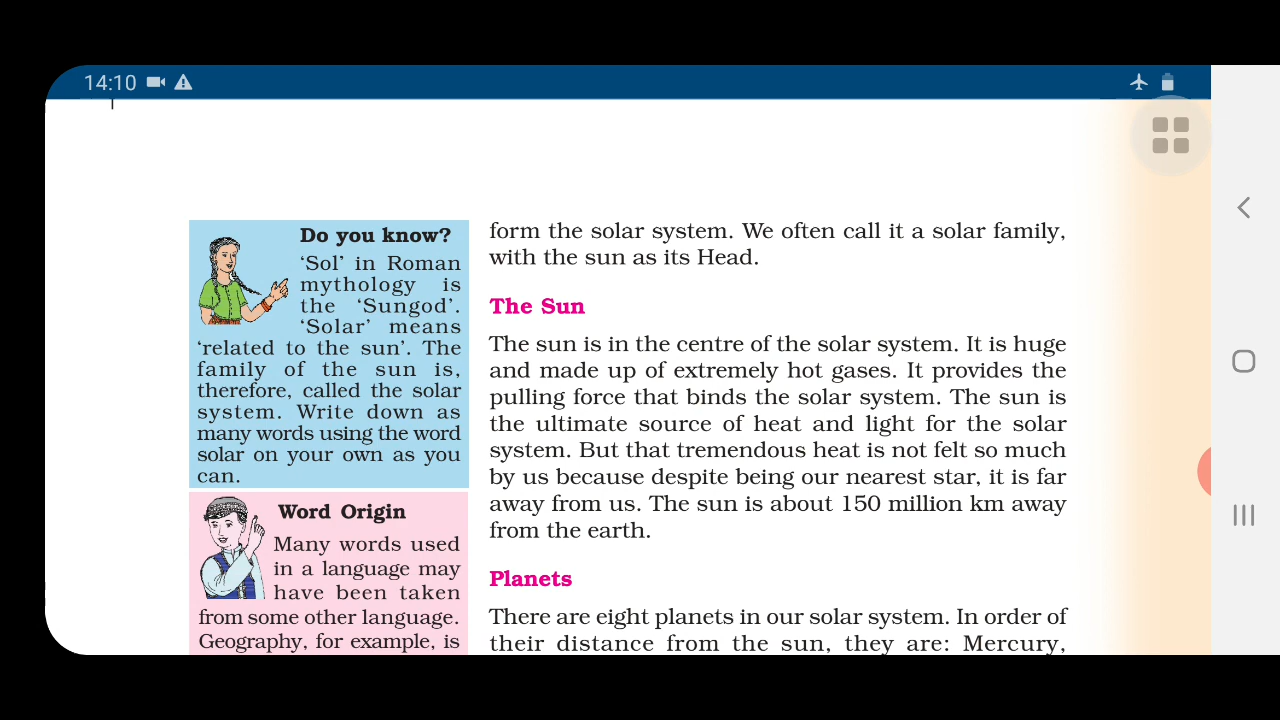 14:10
Do you know?
'Sol' in Roman
mythology is
the 'Sungod'.
'Solar' means
'related to the sun'. The
family of the sun is,
therefore, called the solar
system. Write down as
many words using the word
solar on your own as you
can.
Word Origin
Many words used
in a language may
have been taken
from some other language.
Geography, for example, is
form the solar system. We often call it a solar family,
with the sun as its Head.
The Sun
The sun is in the centre of the solar system. It is huge
and made up of extremely hot gases. It provides the
pulling force that binds the solar system. The sun is
the ultimate source of heat and light for the solar
system. But that tremendous heat is not felt so much
by us because despite being our nearest star, it is far
away from us. The sun is about 150 million km away
from the earth.
Planets
There are eight planets in our solar system. In order of
their distance from the sun, they are: Mercury,